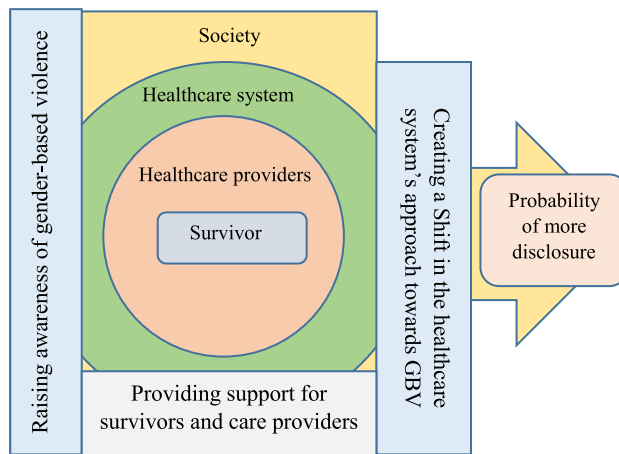 Raising awareness of gender-based violence
Society
Healthcare system
Healthcare providers
Survivor
Providing support for
survivors and care providers
Creating a Shift in the healthcare
system’s approach towards GBV
Probability
of more
disclosure